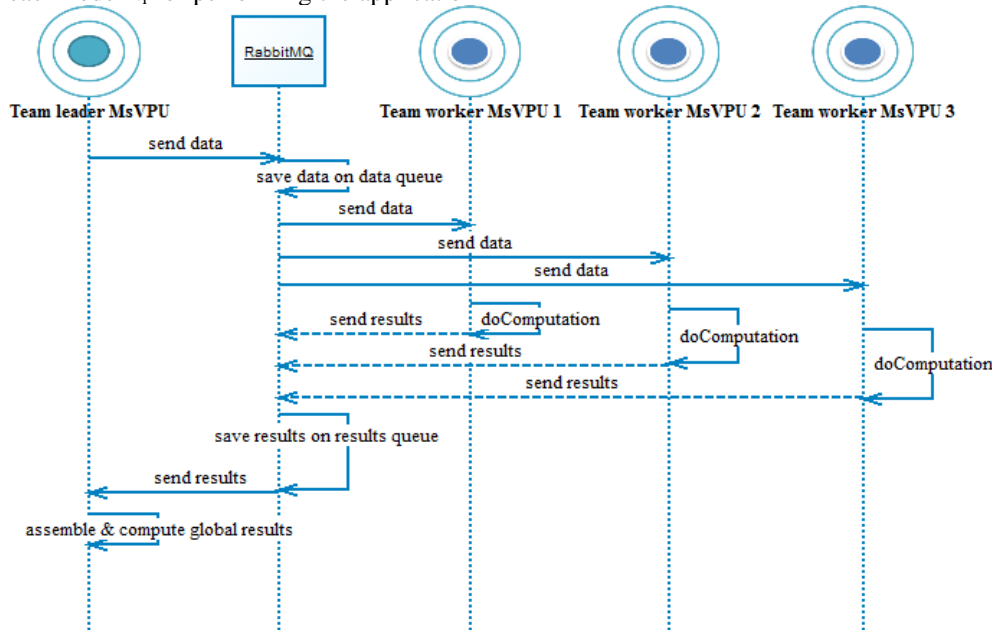 RabbitMQ
Team leader MsVPU
Team worker MsVPU 1
Team worker MsVPU 2
Team worker MsVPU 3
send data
save data on data queue
send data
send data
send data
doComputation
send results
doComputation
send results
doComputation
send results
save results on results queue
send results
assemble & compute global results